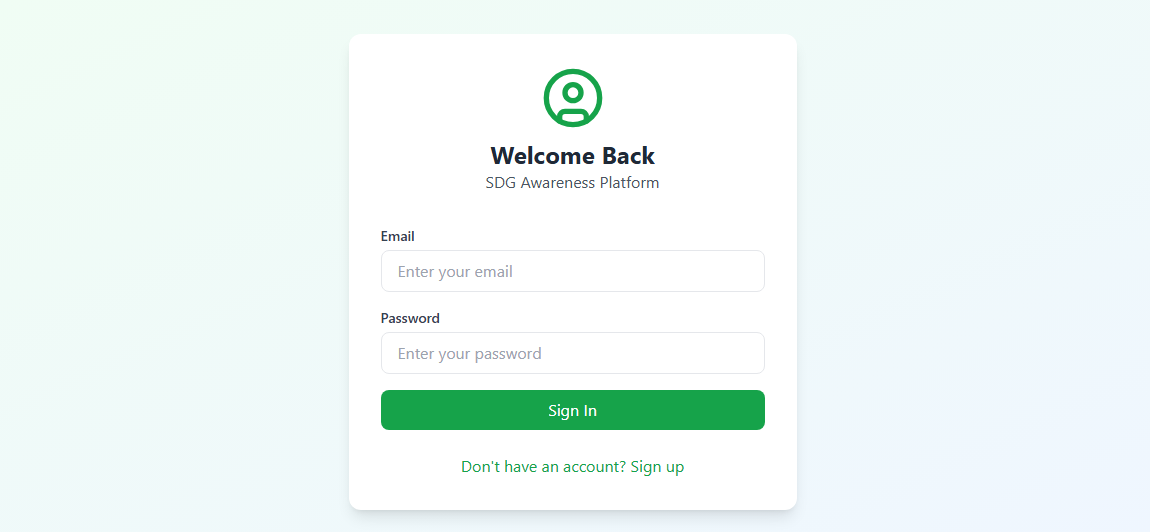 Welcome Back
SDG Awareness Platform
Email
Enter your email
Password
Enter your password
Sign In
Don't have an account? Sign up